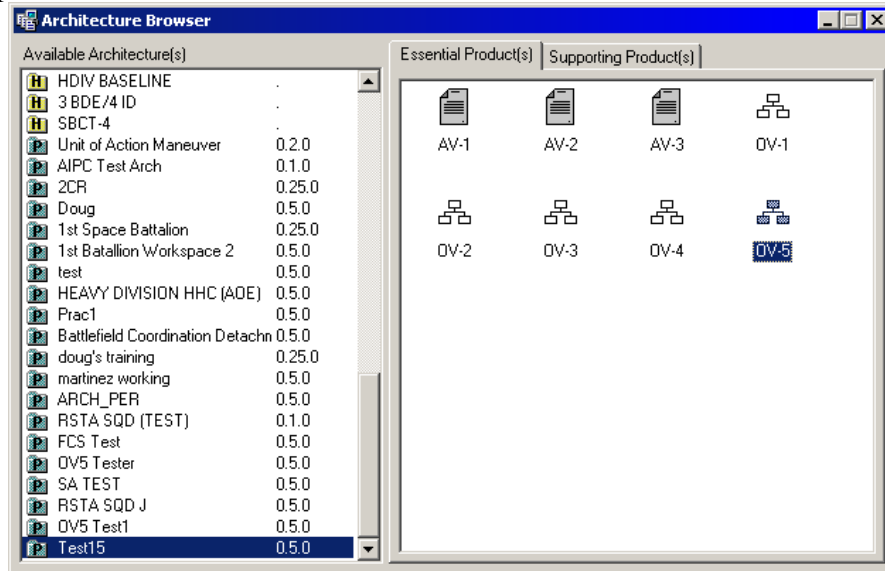 Architecture Browser
Available Architecture(s)
Essential Product(s) Supporting Product(s)
H HDIV BASELINE .
H 3 BDE/4 ID .
H SBCT-4 .
P Unit of Action Maneuver 0.2.0
P AIPC Test Arch 0.1.0
P 2CR 0.25.0
P Doug 0.5.0
P 1st Space Battalion 0.25.0
P 1st Batallion Workspace 2 0.5.0
P test 0.5.0
P HEAVY DIVISION HHC (AOE) 0.5.0
P Prac1 0.5.0
P Battlefield Coordination Detachn 0.5.0
P doug's training 0.25.0
P martinez working 0.5.0
P ARCH_PER 0.5.0
P RSTA SQD (TEST) 0.1.0
P FCS Test 0.5.0
P OV5 Tester 0.5.0
P SA TEST 0.5.0
P RSTA SQD J 0.5.0
P OV5 Test1 0.5.0
P Test15 0.5.0
AV-1 AV-2 AV-3 OV-1
OV-2 OV-3 OV-4 OV-5